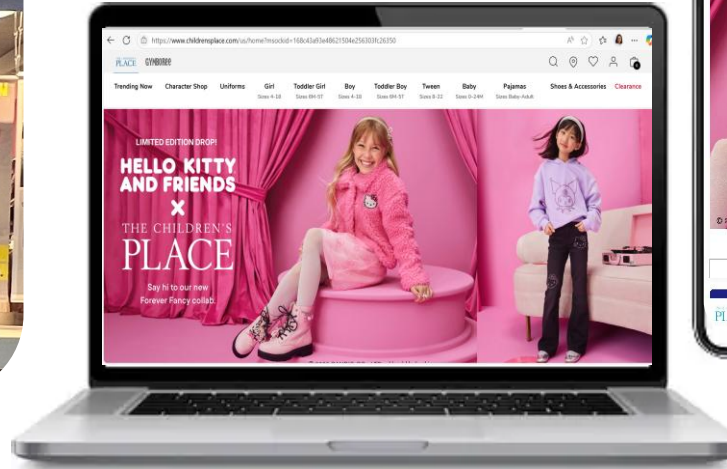 https://www.childrensplace.com/us/home?msockid=168c43a93e48621504e256303fc26350
PLACE GYMBOREE
Trending Now Character Shop Uniforms Girl Toddler Girl Boy Toddler Boy Tween Baby Pajamas Shoes & Accessories Clearance
Sizes 4-18 Sizes 6M-5T Sizes 4-18 Sizes 6M-5T Sizes 8-22 Sizes 0-24M Sizes Baby-Adult
LIMITED EDITION DROP!
HELLO KITTY
AND FRIENDS
X
THE CHILDREN'S
PLACE
Say hi to our new
Forever Fancy collab.